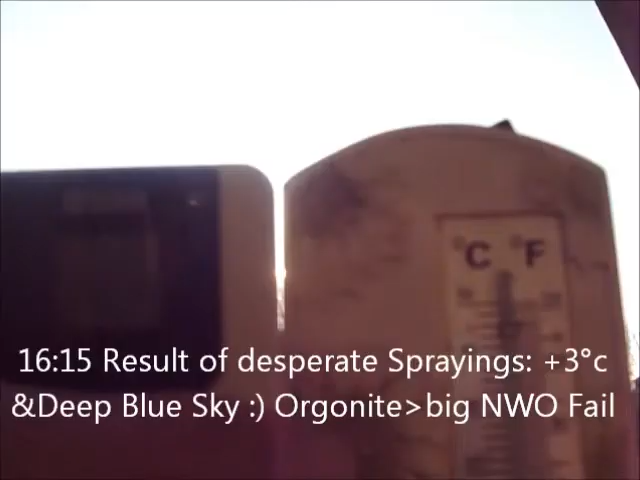 °C °F
16:15 Result of desperate Sprayings: +3°c
&Deep Blue Sky :) Orgonite>big NWO Fail